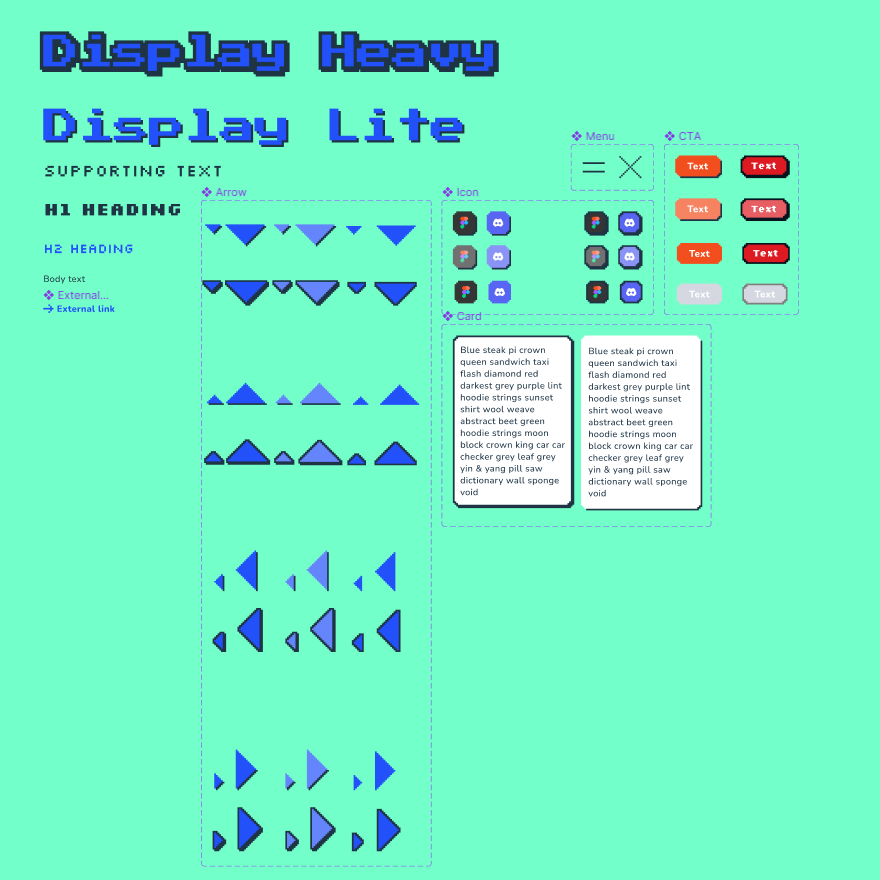 Display Heavy
Display Lite
SUPPORTING TEXT
H1 HEADING
H2 HEADING
Body text
External...
External link
Arrow
Icon
Menu
CTA
Text Text
Text Text
Text Text
Text Text
Card
Blue steak pi crown
queen sandwich taxi
flash diamond red
darkest grey purple lint
hoodie strings sunset
shirt wool weave
abstract beet green
hoodie strings moon
block crown king car car
checker grey leaf grey
yin & yang pill saw
dictionary wall sponge
void
Blue steak pi crown
queen sandwich taxi
flash diamond red
darkest grey purple lint
hoodie strings sunset
shirt wool weave
abstract beet green
hoodie strings moon
block crown king car car
checker grey leaf grey
yin & yang pill saw
dictionary wall sponge
void